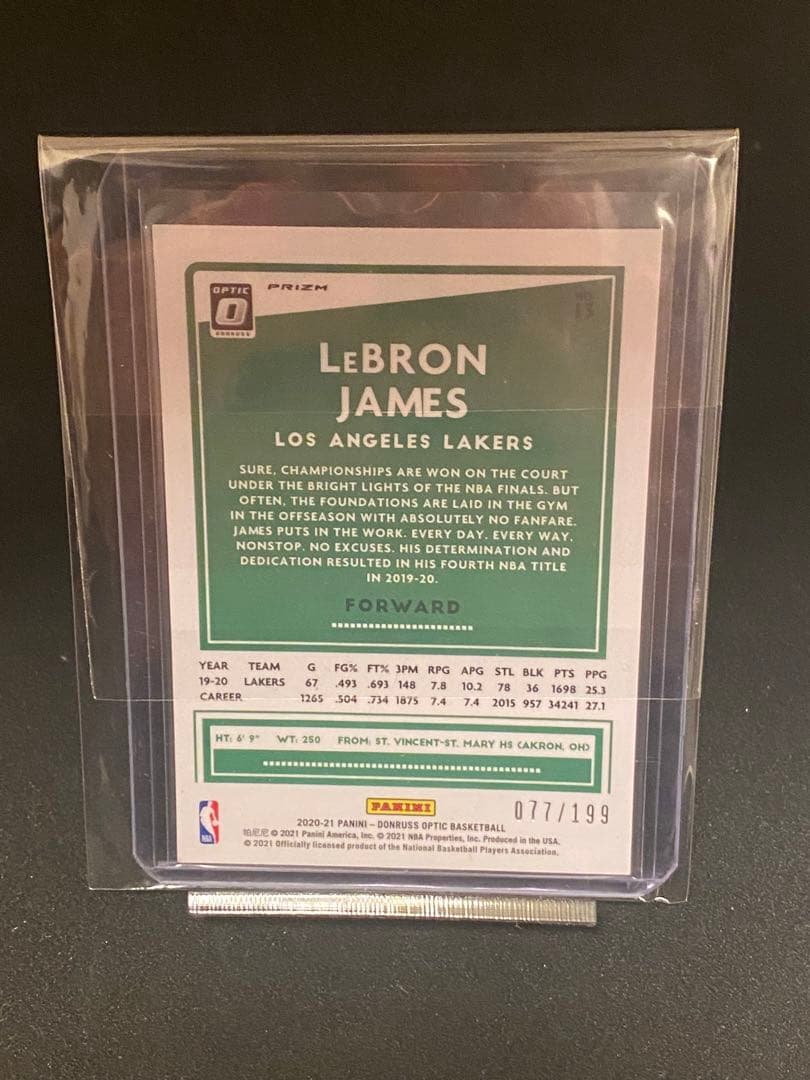 OPTIC
PRIZM
DONRUSS
NO.
13
LeBRON
JAMES
LOS ANGELES LAKERS
SURE, CHAMPIONSHIPS ARE WON ON THE COURT
UNDER THE BRIGHT LIGHTS OF THE NBA FINALS. BUT
OFTEN, THE FOUNDATIONS ARE LAID IN THE GYM
IN THE OFFSEASON WITH ABSOLUTELY NO FANFARE.
JAMES PUTS IN THE WORK. EVERY DAY. EVERY WAY.
NONSTOP. NO EXCUSES. HIS DETERMINATION AND
DEDICATION RESULTED IN HIS FOURTH NBA TITLE
IN 2019-20.
FORWARD
YEAR TEAM G FG% FT% 3PM RPG APG STL BLK PTS PPG
19-20 LAKERS 67 .493 .693 148 7.8 10.2 78 36 1698 25.3
CAREER 1265 .504 .734 1875 7.4 7.4 2015 957 34241 27.1
HT: 6' 9" WT: 250 FROM: ST. VINCENT-ST. MARY HS (AKRON, OH)
PANINI
077/199
NBA
2020-21 PANINI – DONRUSS OPTIC BASKETBALL
帕尼尼 © 2021 Panini America, Inc. © 2021 NBA Properties, Inc. Produced in the USA.
© 2021 Officially licensed product of the National Basketball Players Association.